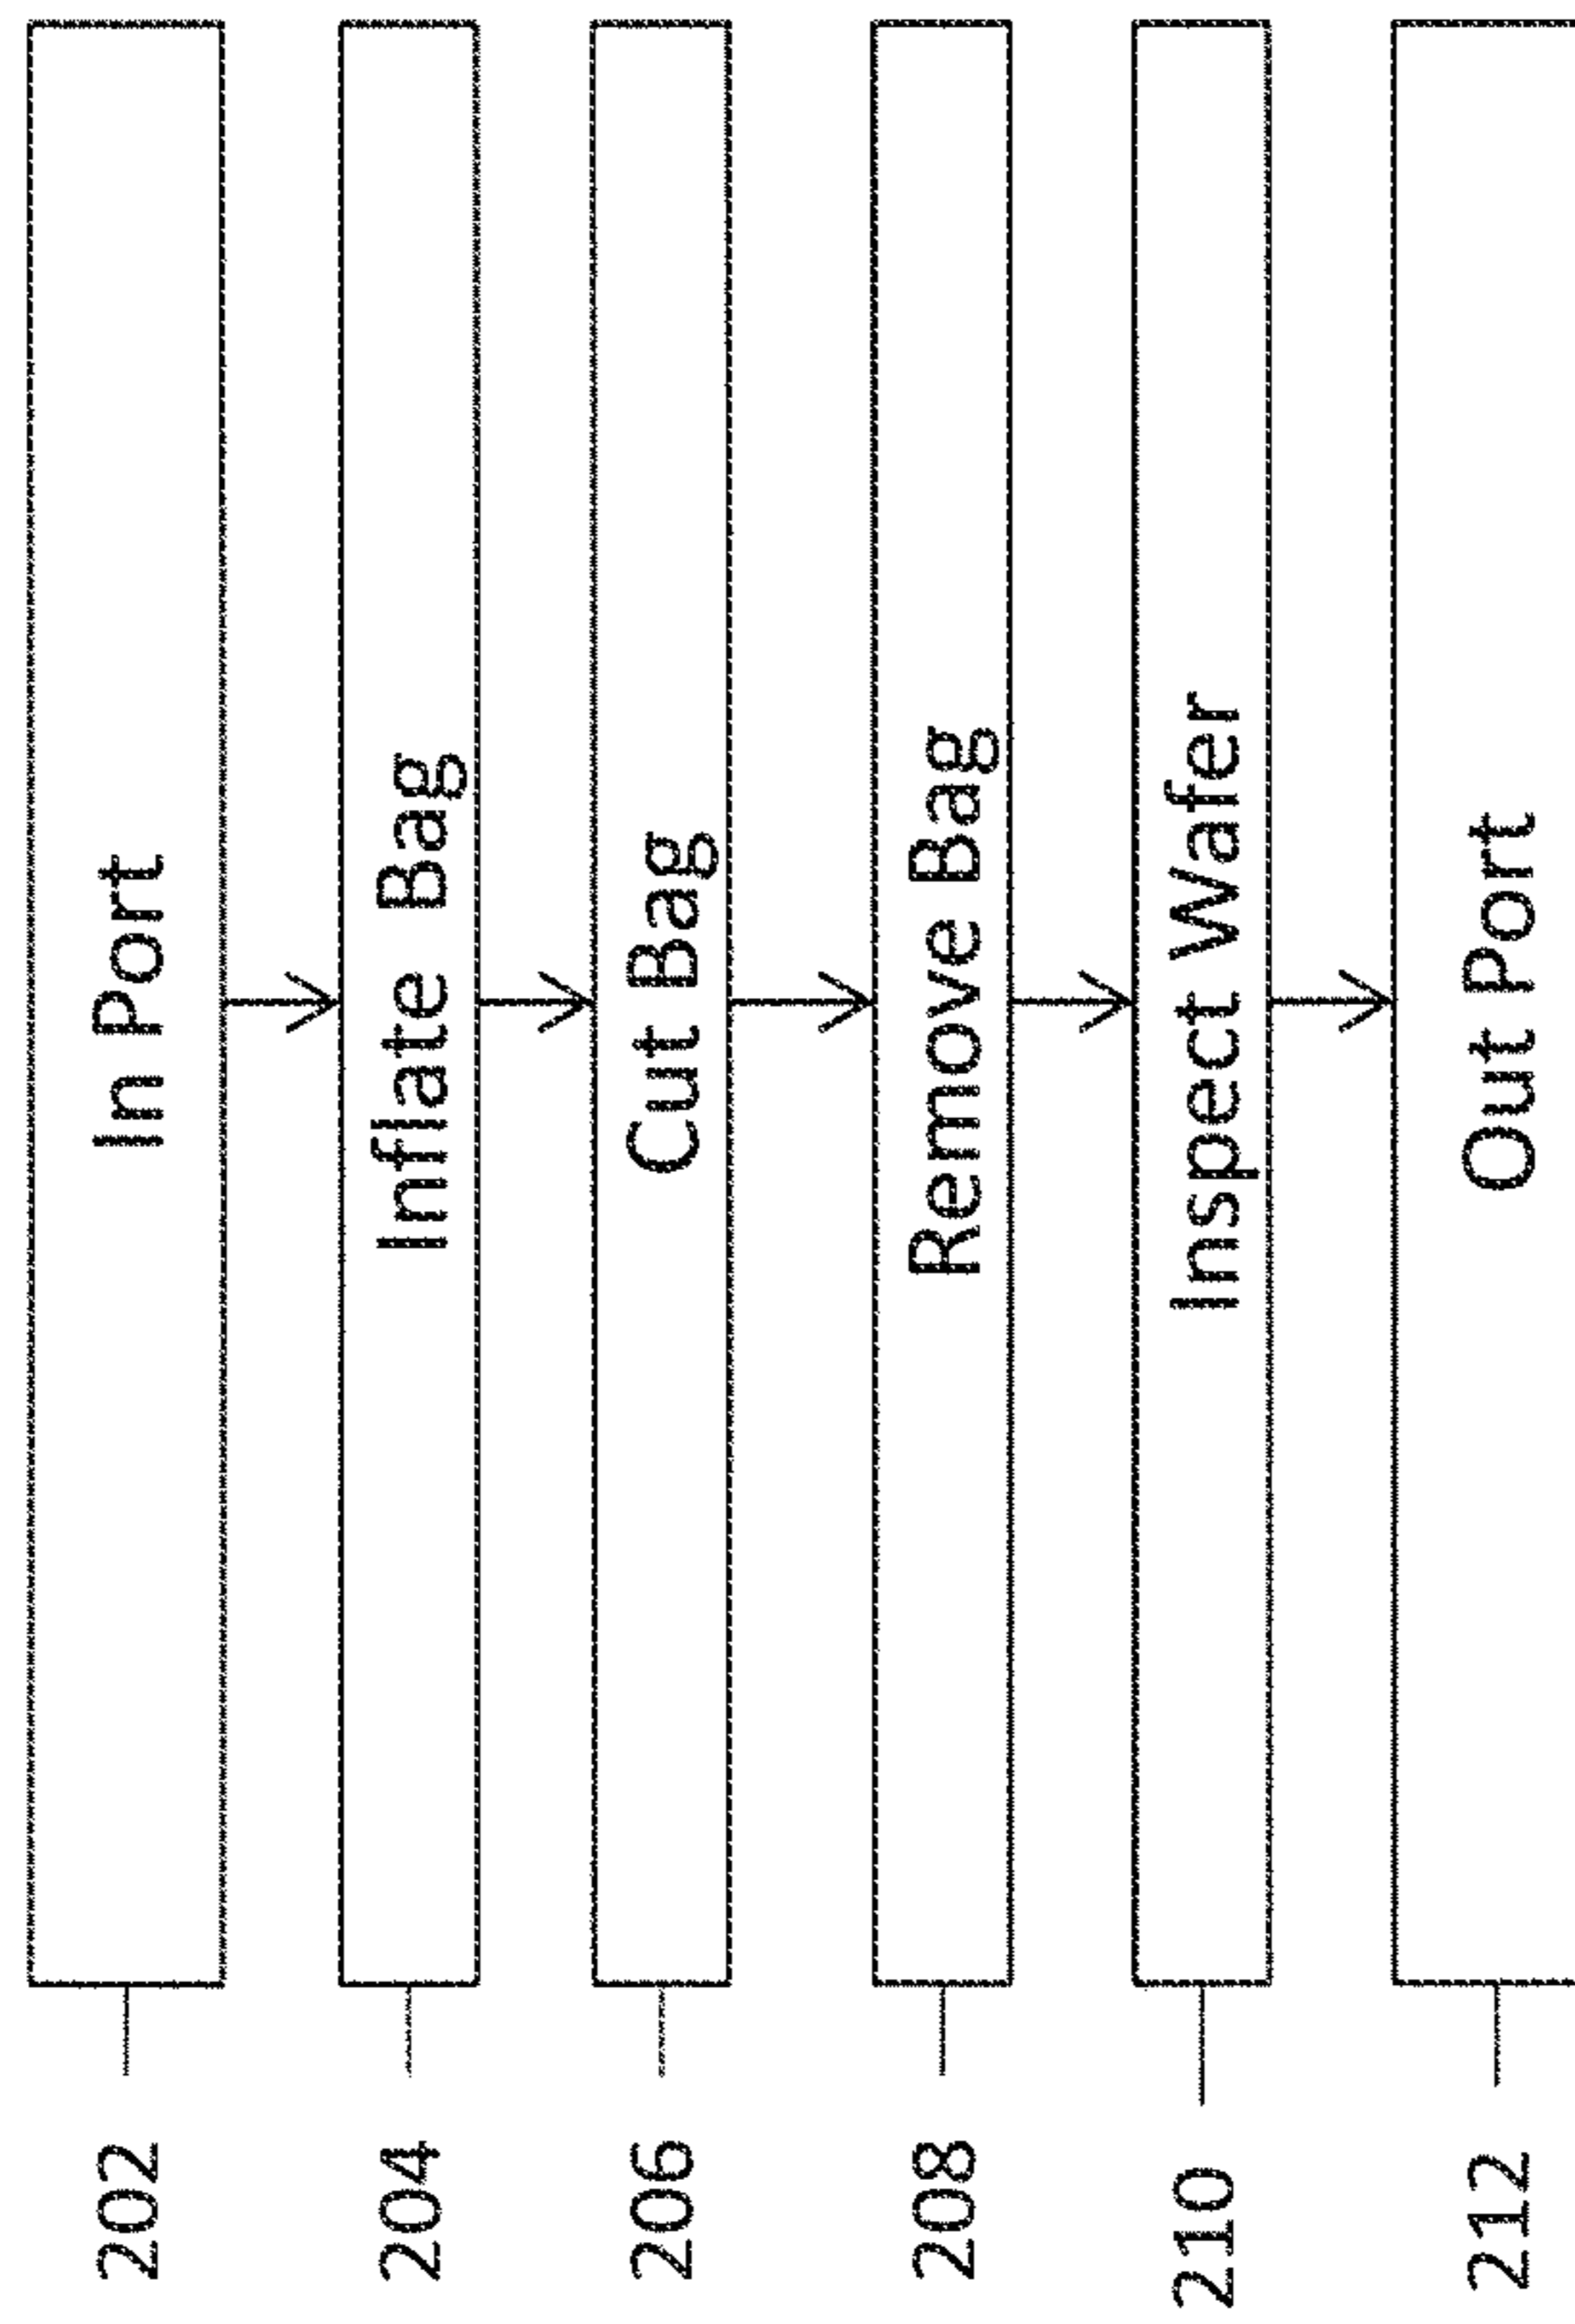 202
In Port
204
Inflate Bag
206
Cut Bag
208
Remove Bag
210
Inspect Wafer
212
Out Port